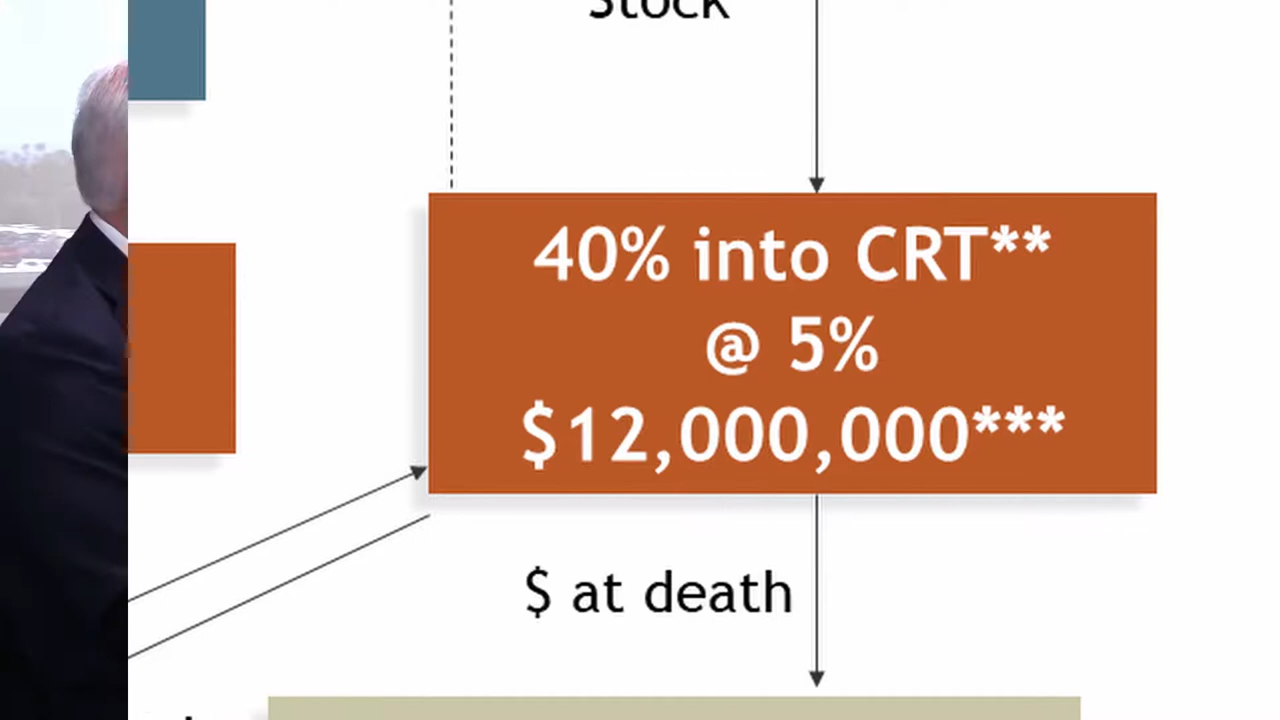 Stock
40% into CRT**
@ 5%
$12,000,000***
$ at death